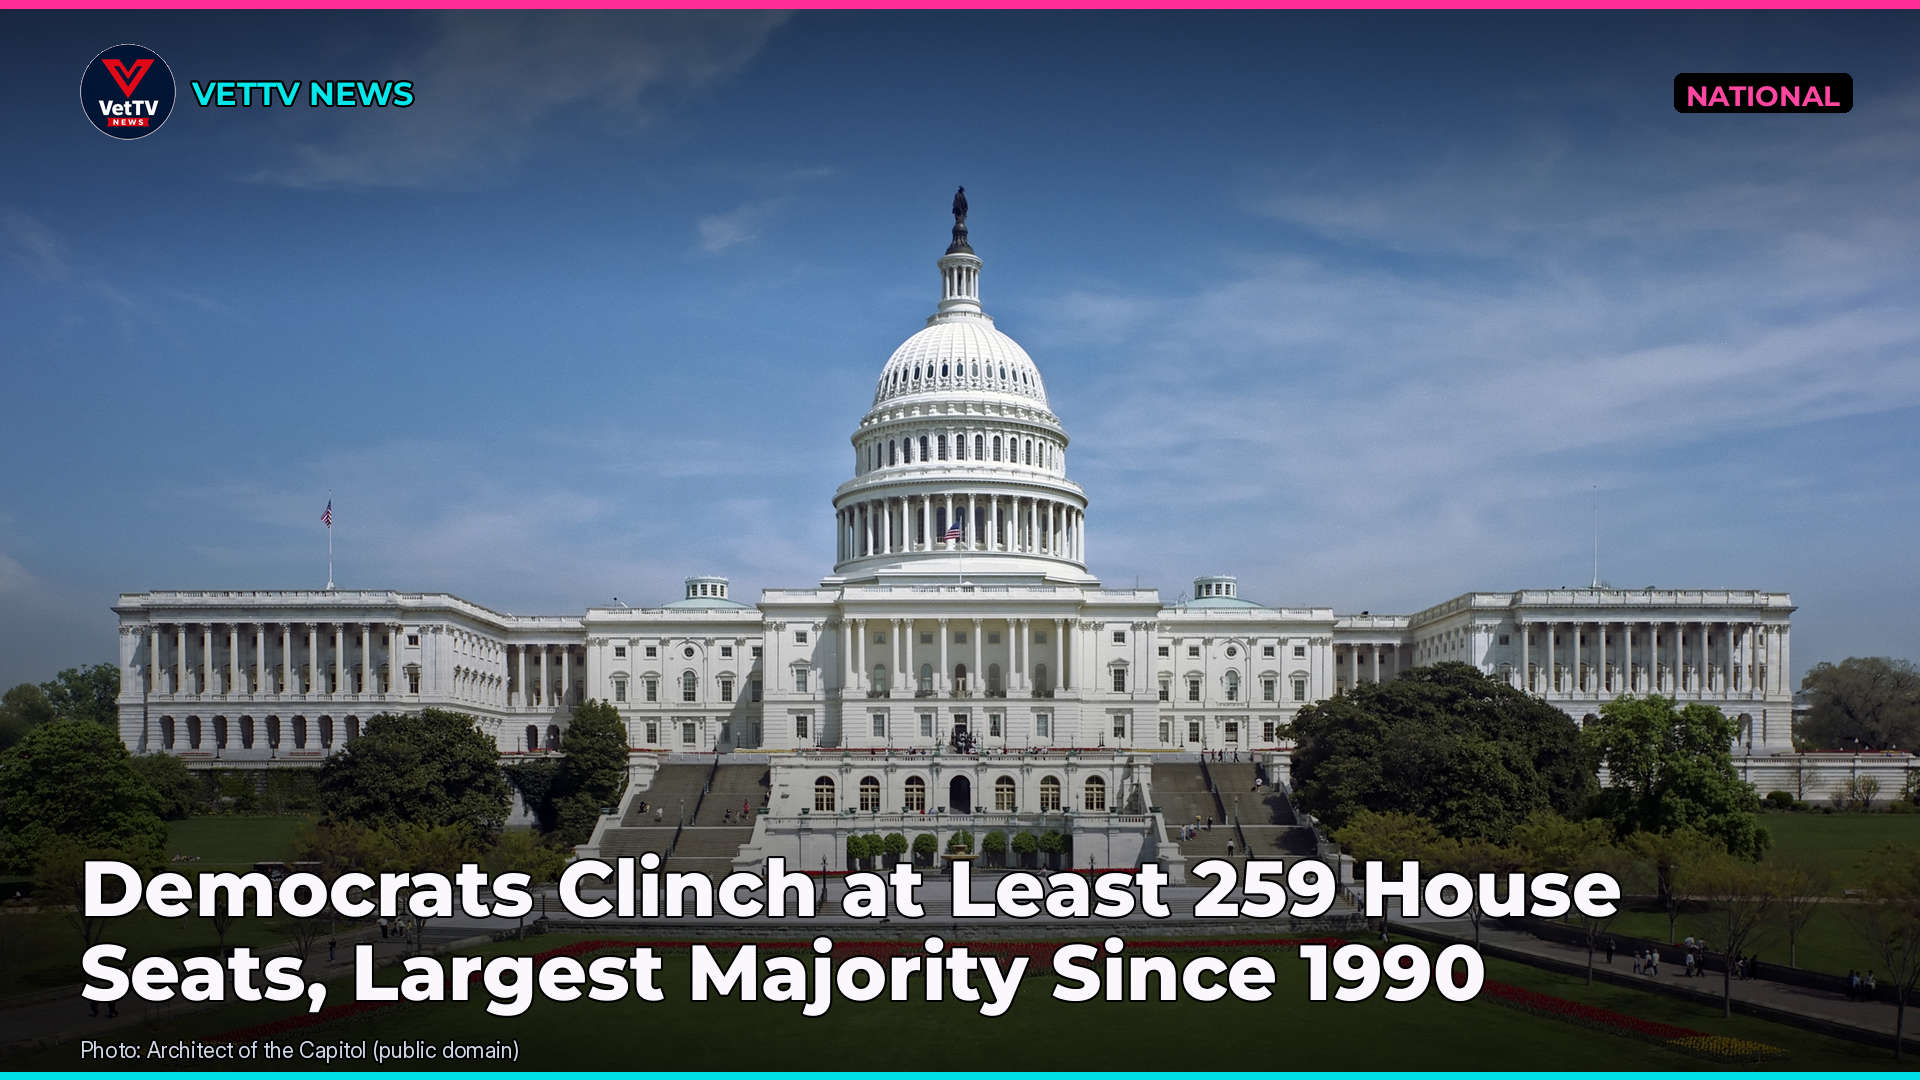 VetTV
NEWS
VETTV NEWS
NATIONAL
Democrats Clinch at Least 259 House
Seats, Largest Majority Since 1990
Photo: Architect of the Capitol (public domain)